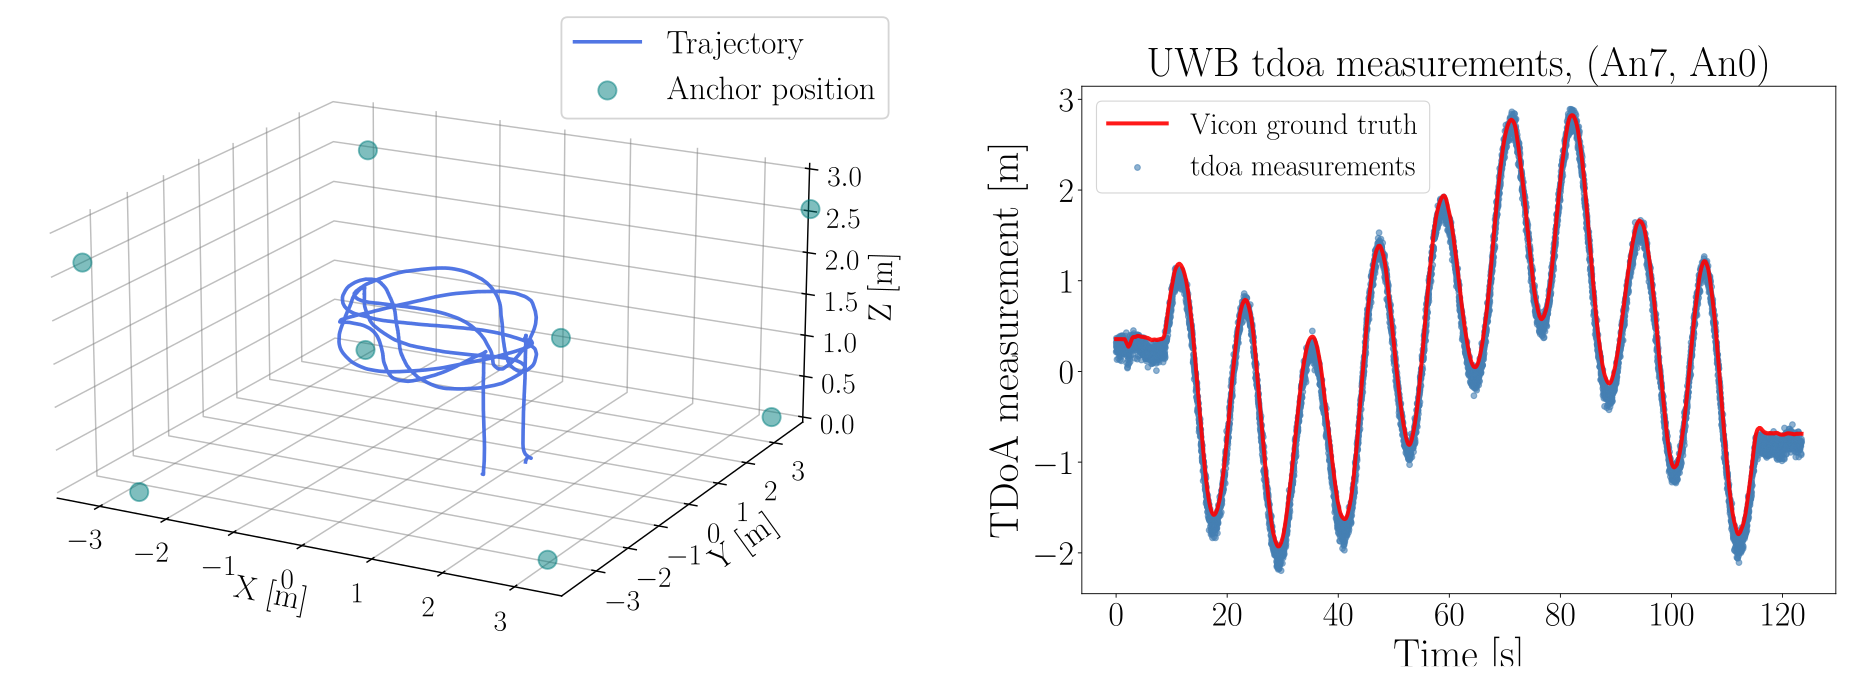 Trajectory
Anchor position
3.0
2.5
2.0
1.5
1.0
0.5
0.0
Z [m]
3
2
1
0
−1
−2
−3
Y [m]
−3
−2
−1
0
1
2
3
X [m]
UWB tdoa measurements, (An7, An0)
Vicon ground truth
tdoa measurements
3
2
1
0
−1
−2
TDoA measurement [m]
0 20 40 60 80 100 120
Time [s]